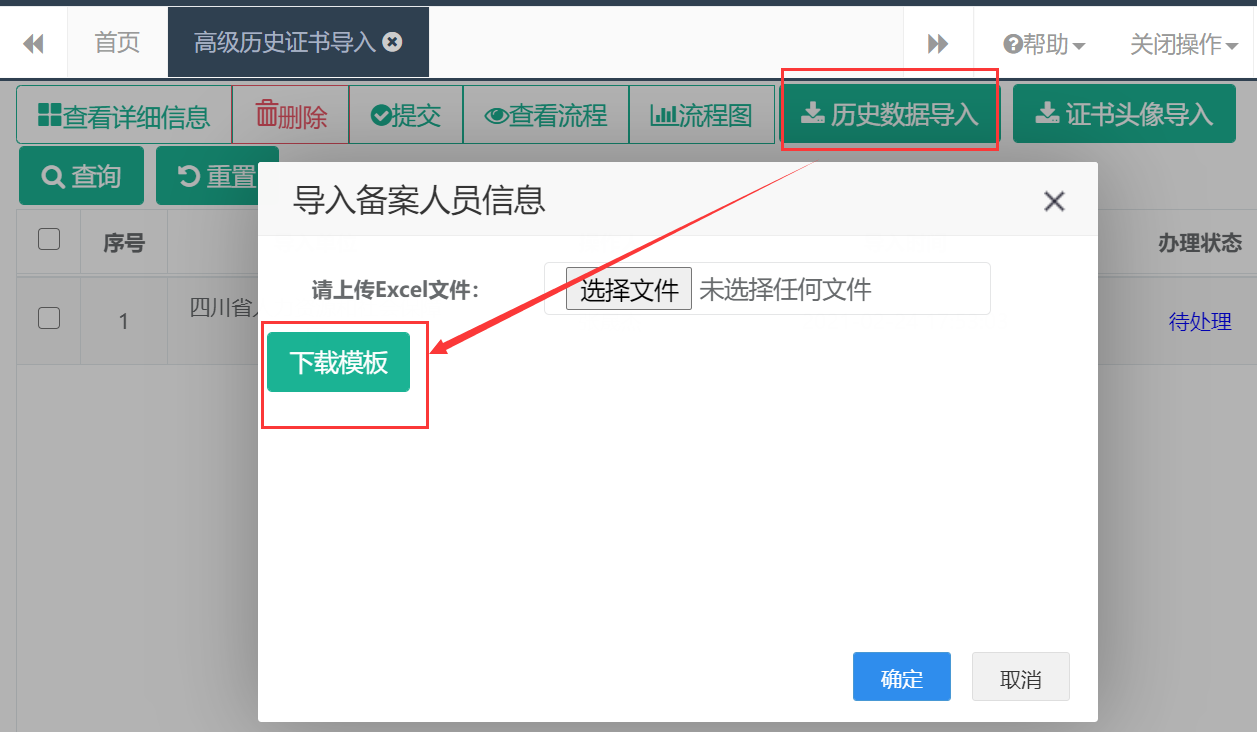 首页 高级历史证书导入 帮助 关闭操作
查看详细信息 删除 提交 查看流程 流程图 历史数据导入 证书头像导入
查询 重置
导入备案人员信息
序号 办理状态
请上传Excel文件： 选择文件 未选择任何文件
1 四川省 待处理
下载模板
确定 取消